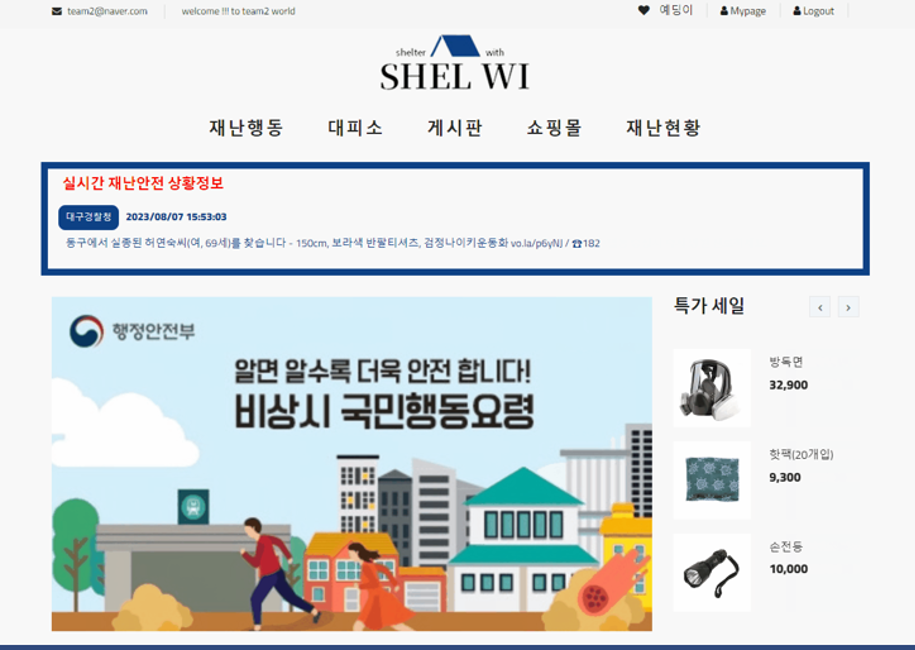 team2@naver.com welcome !!! to team2 world 예딩이 Mypage Logout
shelter with
SHEL WI
재난행동 대피소 게시판 쇼핑몰 재난현황
실시간 재난안전 상황정보
대구경찰청 2023/08/07 15:53:03
동구에서 실종된 허연숙씨(여, 69세)를 찾습니다 - 150cm, 보라색 반팔티셔츠, 검정나이키운동화 vo.la/p6yNJ / ☎182
행정안전부
알면 알수록 더욱 안전 합니다!
비상시 국민행동요령
특가 세일
방독면
32,900
핫팩(20개입)
9,300
손전등
10,000